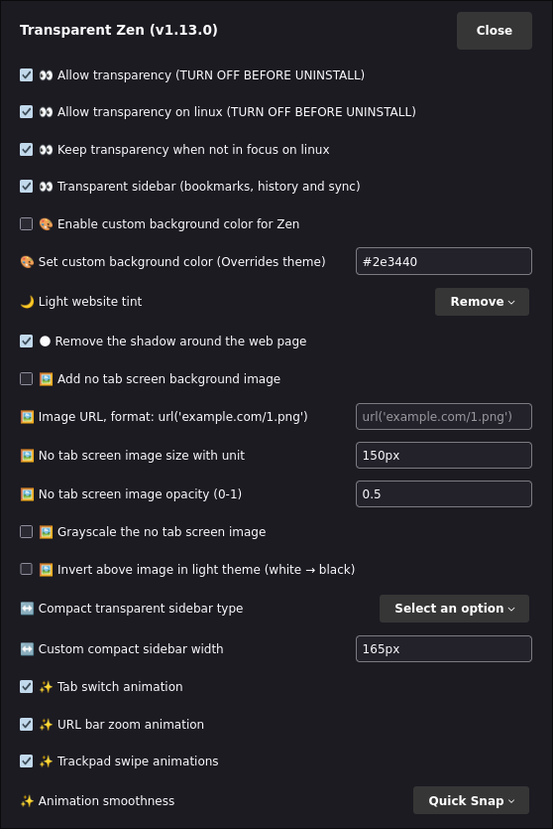 Transparent Zen (v1.13.0)
Close
👀 Allow transparency (TURN OFF BEFORE UNINSTALL)
👀 Allow transparency on linux (TURN OFF BEFORE UNINSTALL)
👀 Keep transparency when not in focus on linux
👀 Transparent sidebar (bookmarks, history and sync)
🎨 Enable custom background color for Zen
🎨 Set custom background color (Overrides theme) #2e3440
🌙 Light website tint Remove
⚪ Remove the shadow around the web page
🖼️ Add no tab screen background image
🖼️ Image URL, format: url('example.com/1.png') url('example.com/1.png')
🖼️ No tab screen image size with unit 150px
🖼️ No tab screen image opacity (0-1) 0.5
🖼️ Grayscale the no tab screen image
🖼️ Invert above image in light theme (white → black)
↔️ Compact transparent sidebar type Select an option
↔️ Custom compact sidebar width 165px
✨ Tab switch animation
✨ URL bar zoom animation
✨ Trackpad swipe animations
✨ Animation smoothness Quick Snap